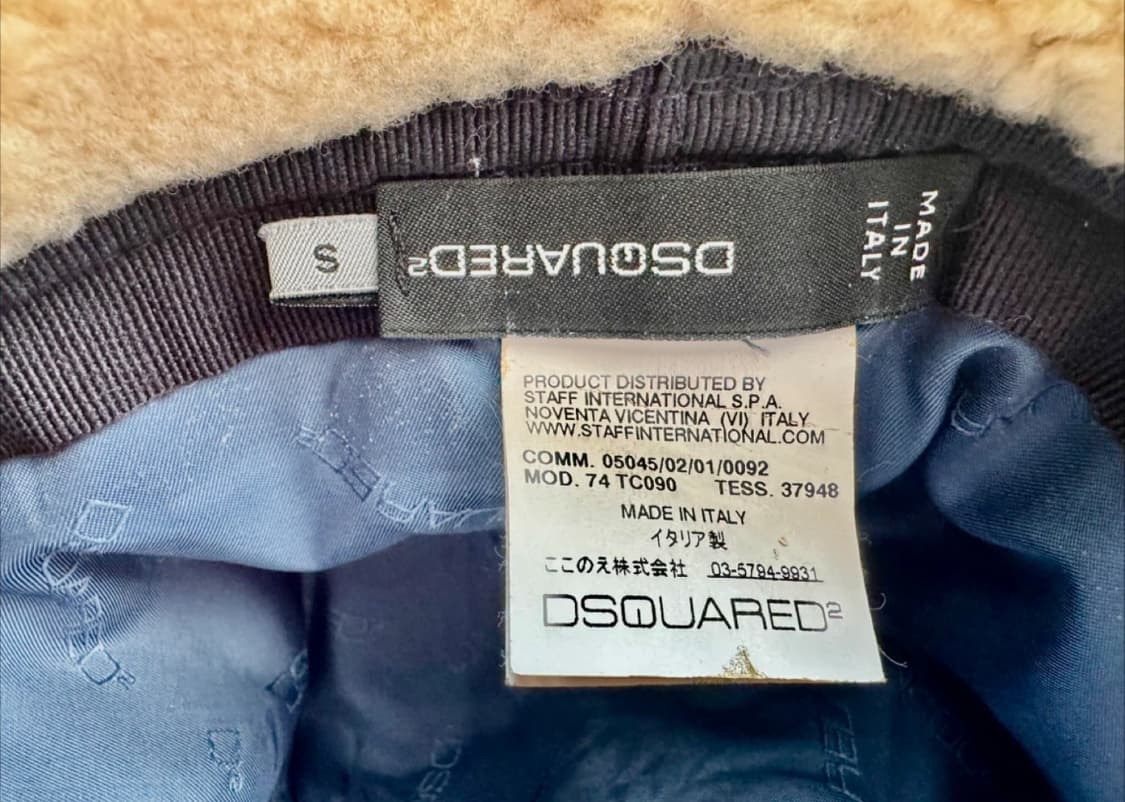 S
DSQUARED²
MADE
IN
ITALY
PRODUCT DISTRIBUTED BY
STAFF INTERNATIONAL S.P.A.
NOVENTA VICENTINA (VI) ITALY
WWW.STAFFINTERNATIONAL.COM
COMM. 05045/02/01/0092
MOD. 74 TC090 TESS. 37948
MADE IN ITALY
イタリア製
ここのえ株式会社 03-5794-9931
DSQUARED²